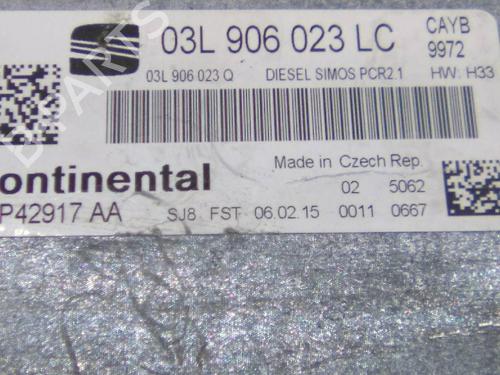 03L 906 023 LC
CAYB
9972
03L 906 023 Q DIESEL SIMOS PCR2.1 HW: H33
Made in Czech Rep.
ontinental
02 5062
P42917 AA SJ8 FST 06.02.15 0011 0667
B-PARTS